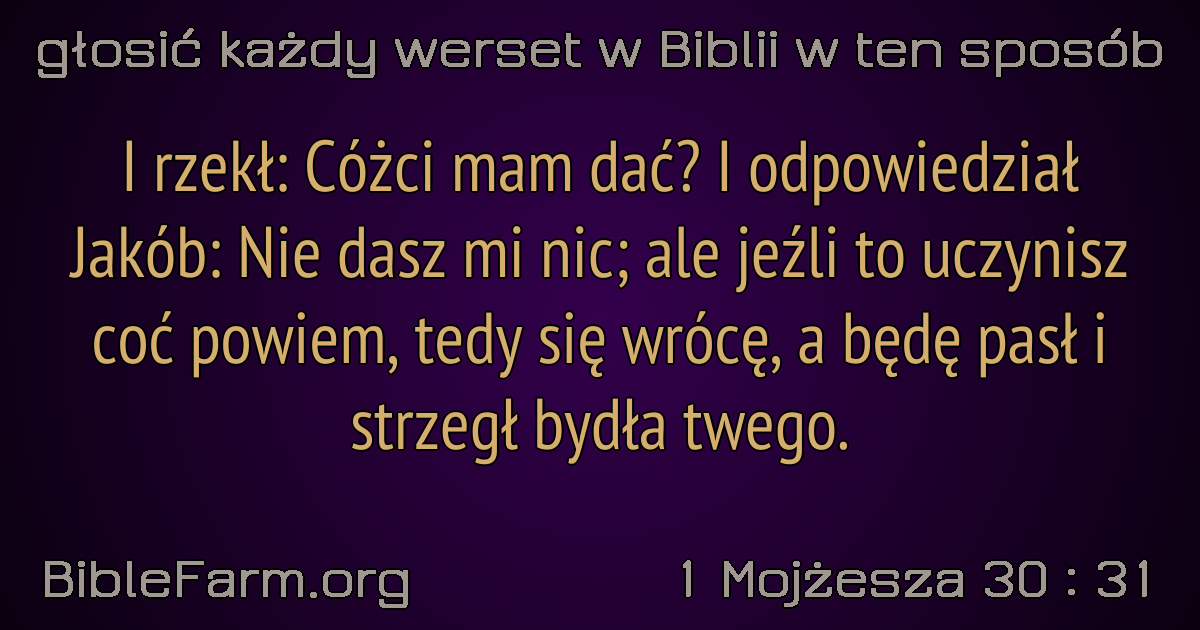 głosić każdy werset w Biblii w ten sposób
I rzekł: Cóżci mam dać? I odpowiedział
Jakób: Nie dasz mi nic; ale jeźli to uczynisz
coć powiem, tedy się wrócę, a będę pasł i
strzegł bydła twego.
BibleFarm.org
1 Mojżesza 30 : 31